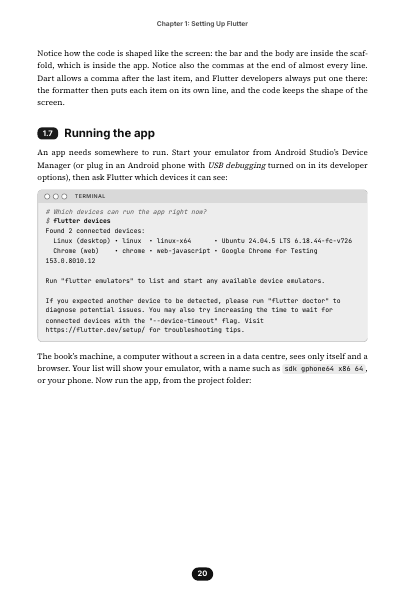 Chapter 1: Setting Up Flutter
Notice how the code is shaped like the screen: the bar and the body are inside the scaf-
fold, which is inside the app. Notice also the commas at the end of almost every line.
Dart allows a comma after the last item, and Flutter developers always put one there:
the formatter then puts each item on its own line, and the code keeps the shape of the
screen.
1.7 Running the app
An app needs somewhere to run. Start your emulator from Android Studio's Device
Manager (or plug in an Android phone with USB debugging turned on in its developer
options), then ask Flutter which devices it can see:
TERMINAL
# Which devices can run the app right now?
$ flutter devices
Found 2 connected devices:
Linux (desktop) • linux • linux-x64 • Ubuntu 24.04.5 LTS 6.18.44-fc-v726
Chrome (web) • chrome • web-javascript • Google Chrome for Testing
153.0.8010.12
Run "flutter emulators" to list and start any available device emulators.
If you expected another device to be detected, please run "flutter doctor" to
diagnose potential issues. You may also try increasing the time to wait for
connected devices with the "--device-timeout" flag. Visit
https://flutter.dev/setup/ for troubleshooting tips.
The book's machine, a computer without a screen in a data centre, sees only itself and a
browser. Your list will show your emulator, with a name such as sdk gphone64 x86 64,
or your phone. Now run the app, from the project folder:
20